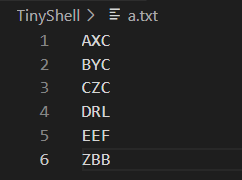 TinyShell > a.txt
1 AXC
2 BYC
3 CZC
4 DRL
5 EEF
6 ZBB